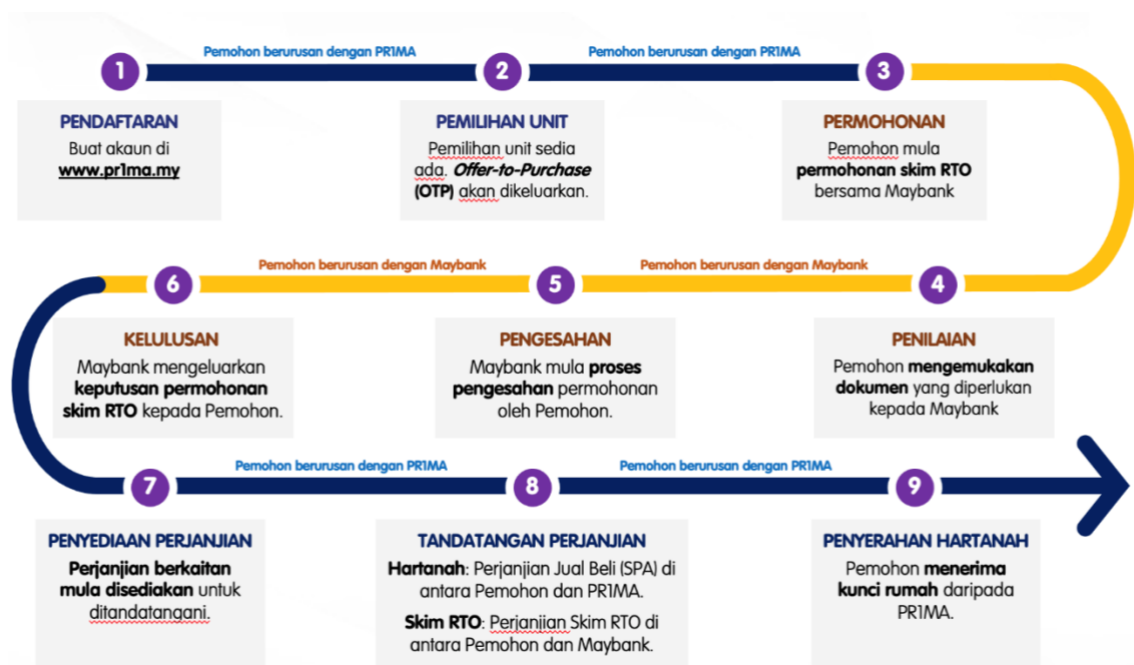 Pemohon berurusan dengan PR1MA
Pemohon berurusan dengan PR1MA
1
2
3
PENDAFTARAN
Buat akaun di
www.pr1ma.my
PEMILIHAN UNIT
Pemilihan unit sedia
ada. Offer-to-Purchase
(OTP) akan dikeluarkan.
PERMOHONAN
Pemohon mula
permohonan skim RTO
bersama Maybank
Pemohon berurusan dengan Maybank
Pemohon berurusan dengan Maybank
6
5
4
KELULUSAN
Maybank mengeluarkan
keputusan permohonan
skim RTO kepada Pemohon.
PENGESAHAN
Maybank mula proses
pengesahan permohonan
oleh Pemohon.
PENILAIAN
Pemohon mengemukakan
dokumen yang diperlukan
kepada Maybank
Pemohon berurusan dengan PR1MA
Pemohon berurusan dengan PR1MA
7
8
9
PENYEDIAAN PERJANJIAN
Perjanjian berkaitan
mula disediakan untuk
ditandatangani.
TANDATANGAN PERJANJIAN
Hartanah: Perjanjian Jual Beli (SPA) di
antara Pemohon dan PR1MA.
Skim RTO: Perjanjian Skim RTO di
antara Pemohon dan Maybank.
PENYERAHAN HARTANAH
Pemohon menerima
kunci rumah daripada
PR1MA.